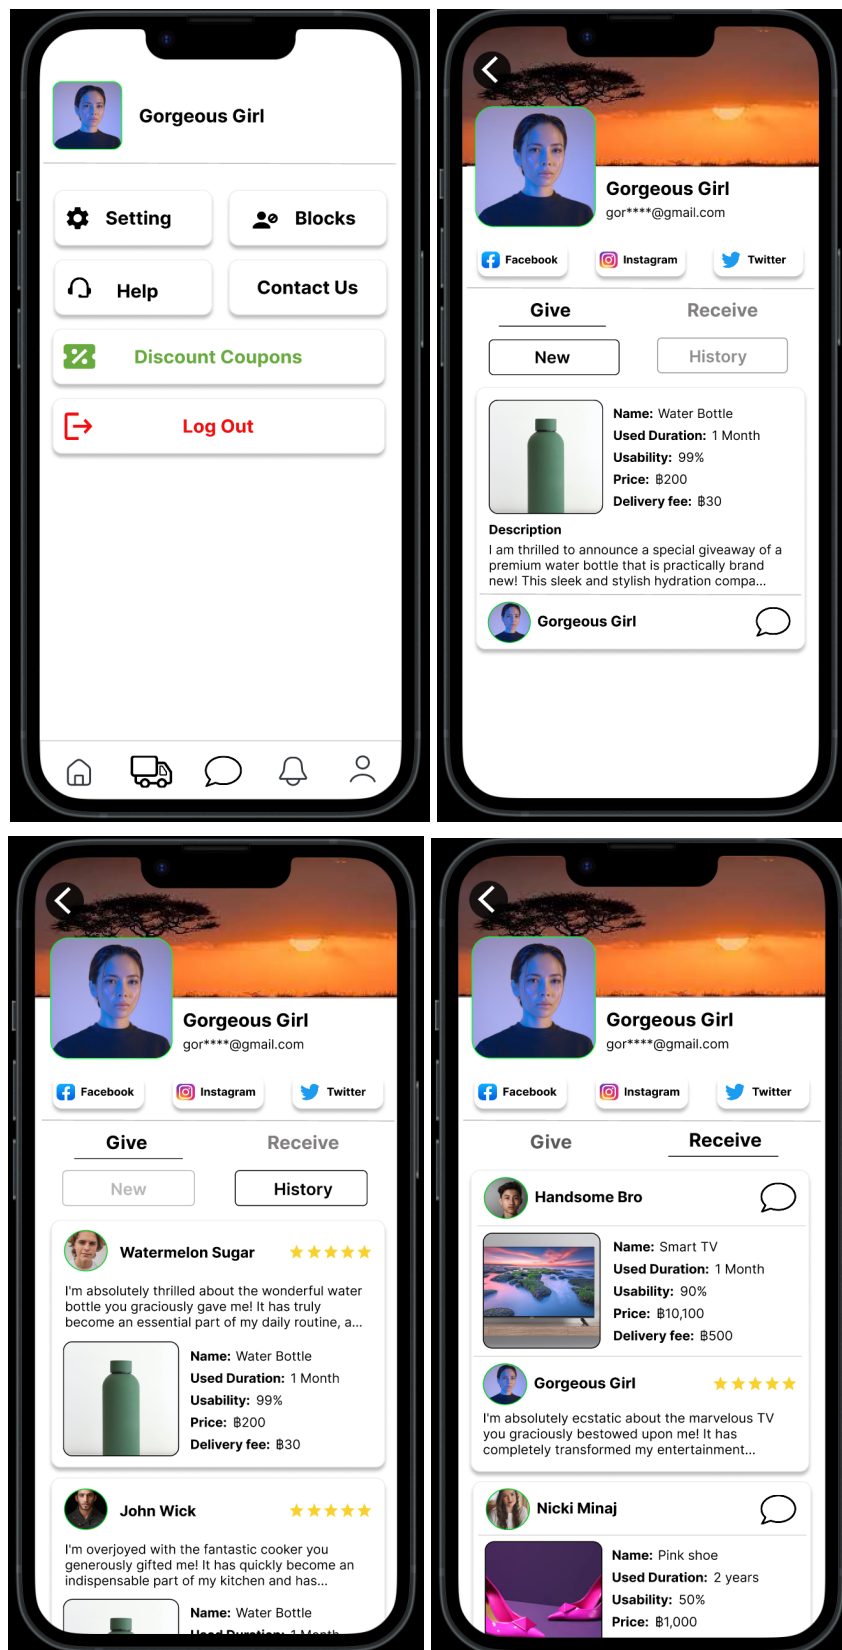 Gorgeous Girl
Setting
Blocks
Help
Contact Us
Discount Coupons
Log Out
Gorgeous Girl
gor****@gmail.com
Facebook
Instagram
Twitter
Give
Receive
New
History
Name: Water Bottle
Used Duration: 1 Month
Usability: 99%
Price: ฿200
Delivery fee: ฿30
Description
I am thrilled to announce a special giveaway of a
premium water bottle that is practically brand
new! This sleek and stylish hydration compa...
Gorgeous Girl
Gorgeous Girl
gor****@gmail.com
Facebook
Instagram
Twitter
Give
Receive
New
History
Watermelon Sugar
I'm absolutely thrilled about the wonderful water
bottle you graciously gave me! It has truly
become an essential part of my daily routine, a...
Name: Water Bottle
Used Duration: 1 Month
Usability: 99%
Price: ฿200
Delivery fee: ฿30
John Wick
I'm overjoyed with the fantastic cooker you
generously gifted me! It has quickly become an
indispensable part of my kitchen and has...
Name: Water Bottle
Used Duration: 1 Month
Gorgeous Girl
gor****@gmail.com
Facebook
Instagram
Twitter
Give
Receive
Handsome Bro
Name: Smart TV
Used Duration: 1 Month
Usability: 90%
Price: ฿10,100
Delivery fee: ฿500
Gorgeous Girl
I'm absolutely ecstatic about the marvelous TV
you graciously bestowed upon me! It has
completely transformed my entertainment...
Nicki Minaj
Name: Pink shoe
Used Duration: 2 years
Usability: 50%
Price: ฿1,000